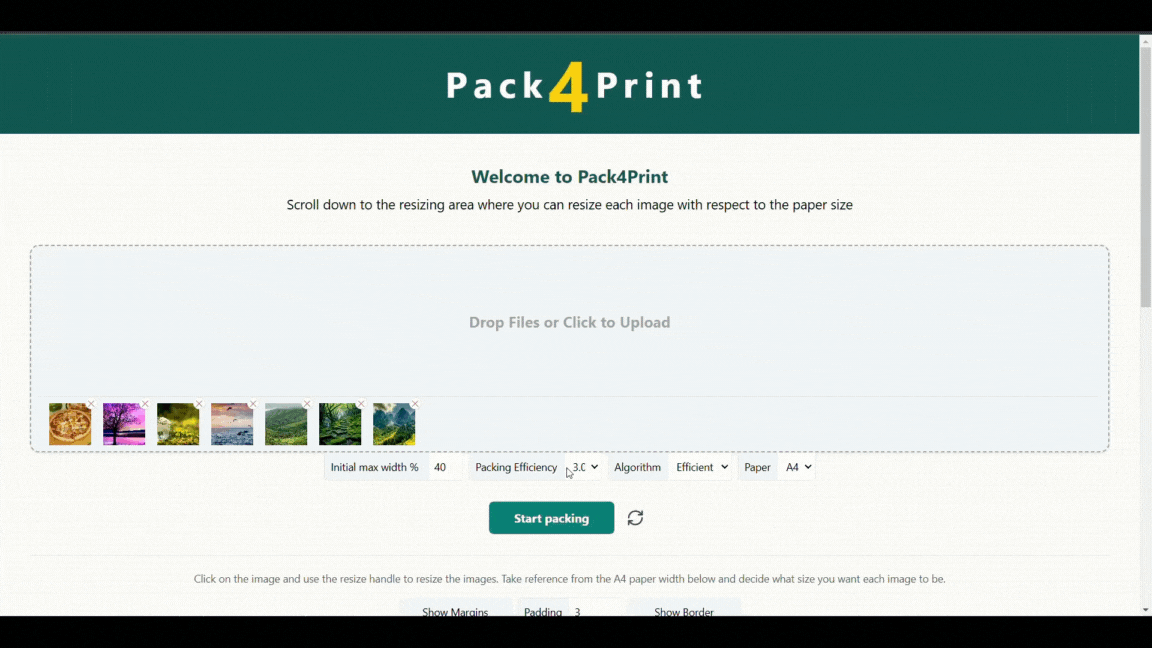 Pack4Print
Welcome to Pack4Print
Scroll down to the resizing area where you can resize each image with respect to the paper size
Drop Files or Click to Upload
Initial max width % 40 Packing Efficiency 3.0 Algorithm Efficient Paper A4
Start packing
Click on the image and use the resize handle to resize the images. Take reference from the A4 paper width below and decide what size you want each image to be.
Show Margins Padding 3 Show Border